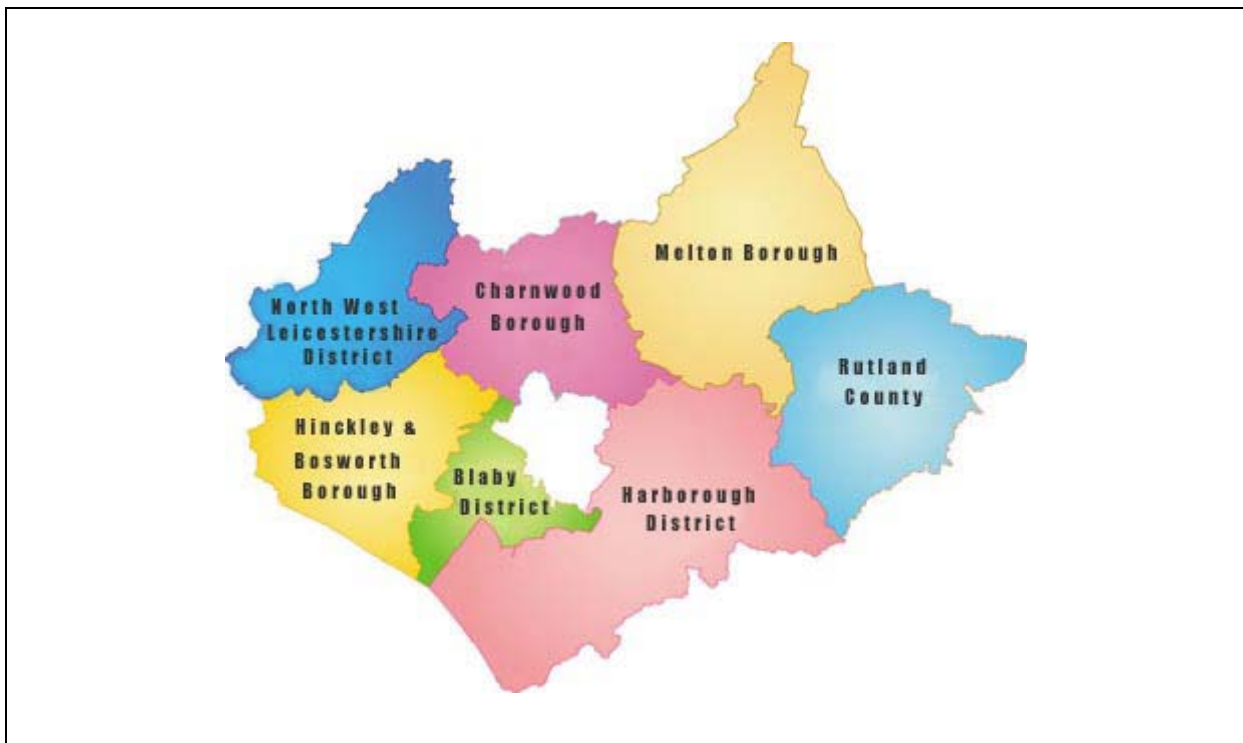 Melton Borough
Charnwood
Borough
North West
Leicestershire
District
Rutland
County
Hinckley &
Bosworth
Borough
Blaby
District
Harborough
District